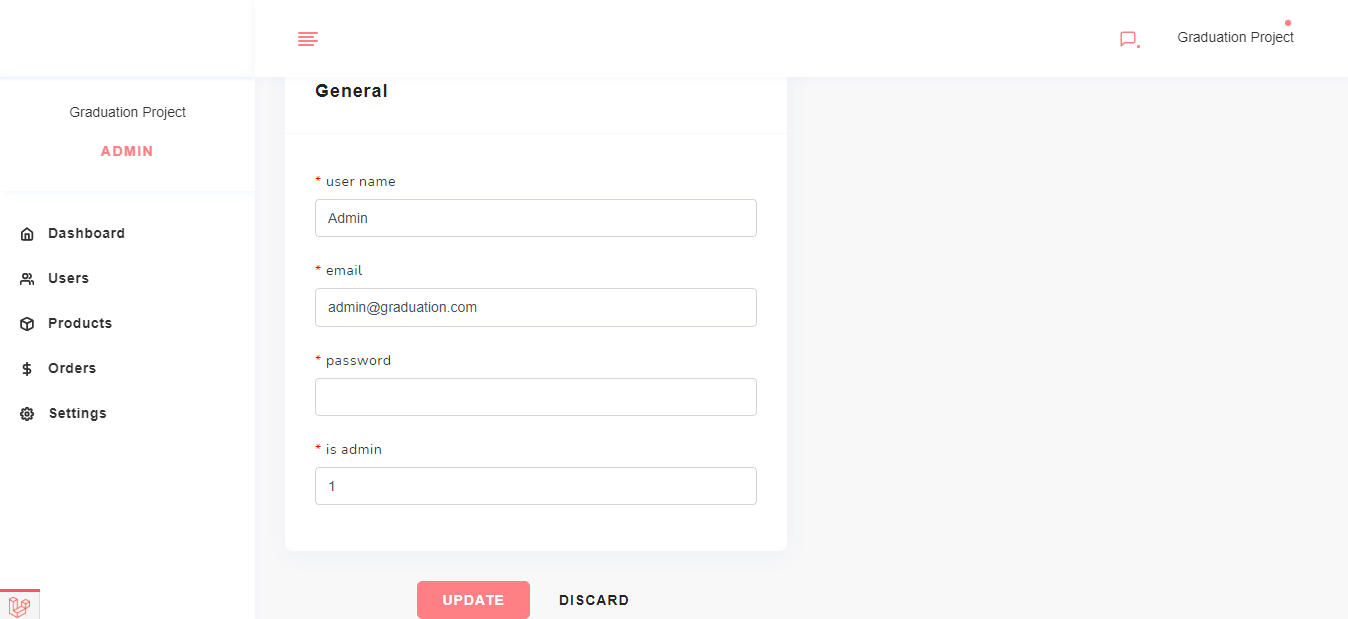 Graduation Project
Graduation Project
ADMIN
Dashboard
Users
Products
Orders
Settings
General
* user name
Admin
* email
admin@graduation.com
* password
* is admin
1
UPDATE
DISCARD